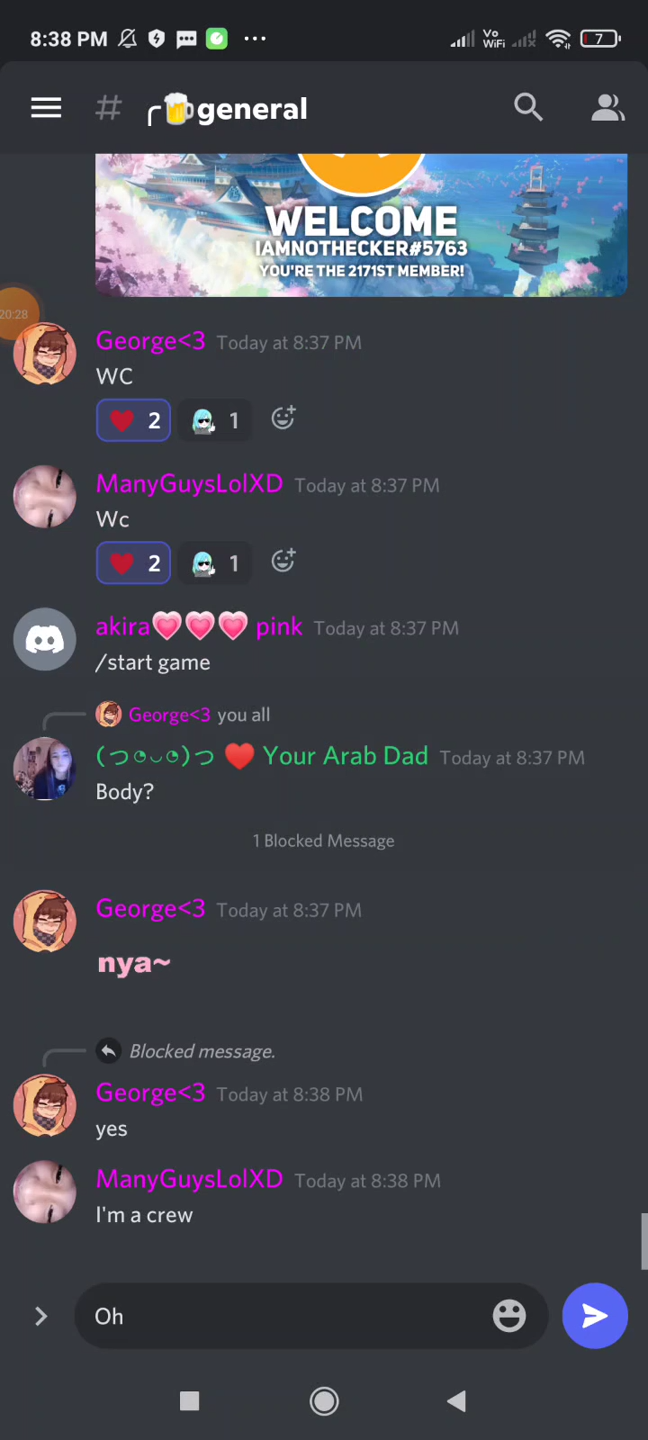 8:38 PM
Vo WiFi
7
# ╭🍺general
WELCOME
IAMNOTHECKER#5763
YOU'RE THE 2171ST MEMBER!
20:28
George<3 Today at 8:37 PM
WC
❤️ 2 1
ManyGuysLolXD Today at 8:37 PM
Wc
❤️ 2 1
akira💗💗💗 pink Today at 8:37 PM
/start game
George<3 you all
(つ◔◡◔)つ ♥️ Your Arab Dad Today at 8:37 PM
Body?
1 Blocked Message
George<3 Today at 8:37 PM
nya~
Blocked message.
George<3 Today at 8:38 PM
yes
ManyGuysLolXD Today at 8:38 PM
I'm a crew
Oh